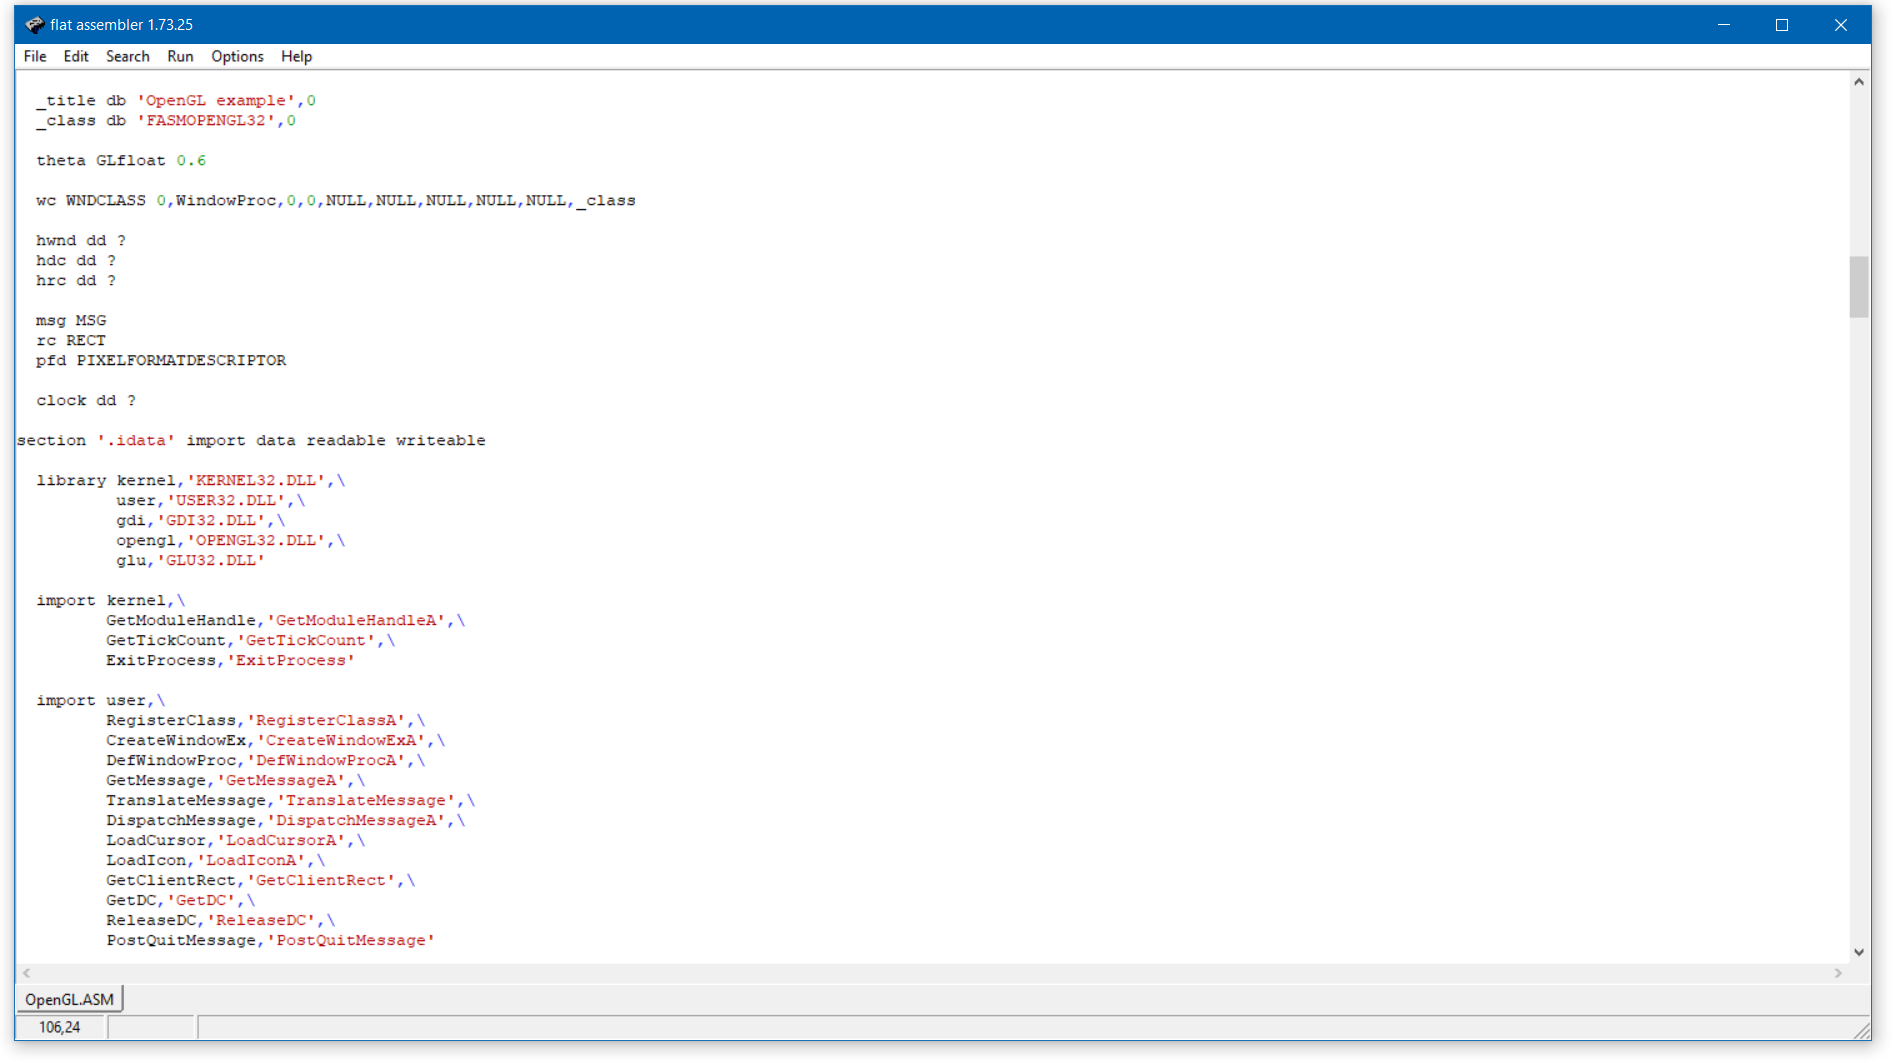 flat assembler 1.73.25
File Edit Search Run Options Help
_title db 'OpenGL example',0
_class db 'FASMOPENGL32',0
theta GLfloat 0.6
wc WNDCLASS 0,WindowProc,0,0,NULL,NULL,NULL,NULL,NULL,_class
hwnd dd ?
hdc dd ?
hrc dd ?
msg MSG
rc RECT
pfd PIXELFORMATDESCRIPTOR
clock dd ?
section '.idata' import data readable writeable
library kernel,'KERNEL32.DLL',\
user,'USER32.DLL',\
gdi,'GDI32.DLL',\
opengl,'OPENGL32.DLL',\
glu,'GLU32.DLL'
import kernel,\
GetModuleHandle,'GetModuleHandleA',\
GetTickCount,'GetTickCount',\
ExitProcess,'ExitProcess'
import user,\
RegisterClass,'RegisterClassA',\
CreateWindowEx,'CreateWindowExA',\
DefWindowProc,'DefWindowProcA',\
GetMessage,'GetMessageA',\
TranslateMessage,'TranslateMessage',\
DispatchMessage,'DispatchMessageA',\
LoadCursor,'LoadCursorA',\
LoadIcon,'LoadIconA',\
GetClientRect,'GetClientRect',\
GetDC,'GetDC',\
ReleaseDC,'ReleaseDC',\
PostQuitMessage,'PostQuitMessage'
OpenGL.ASM
106,24